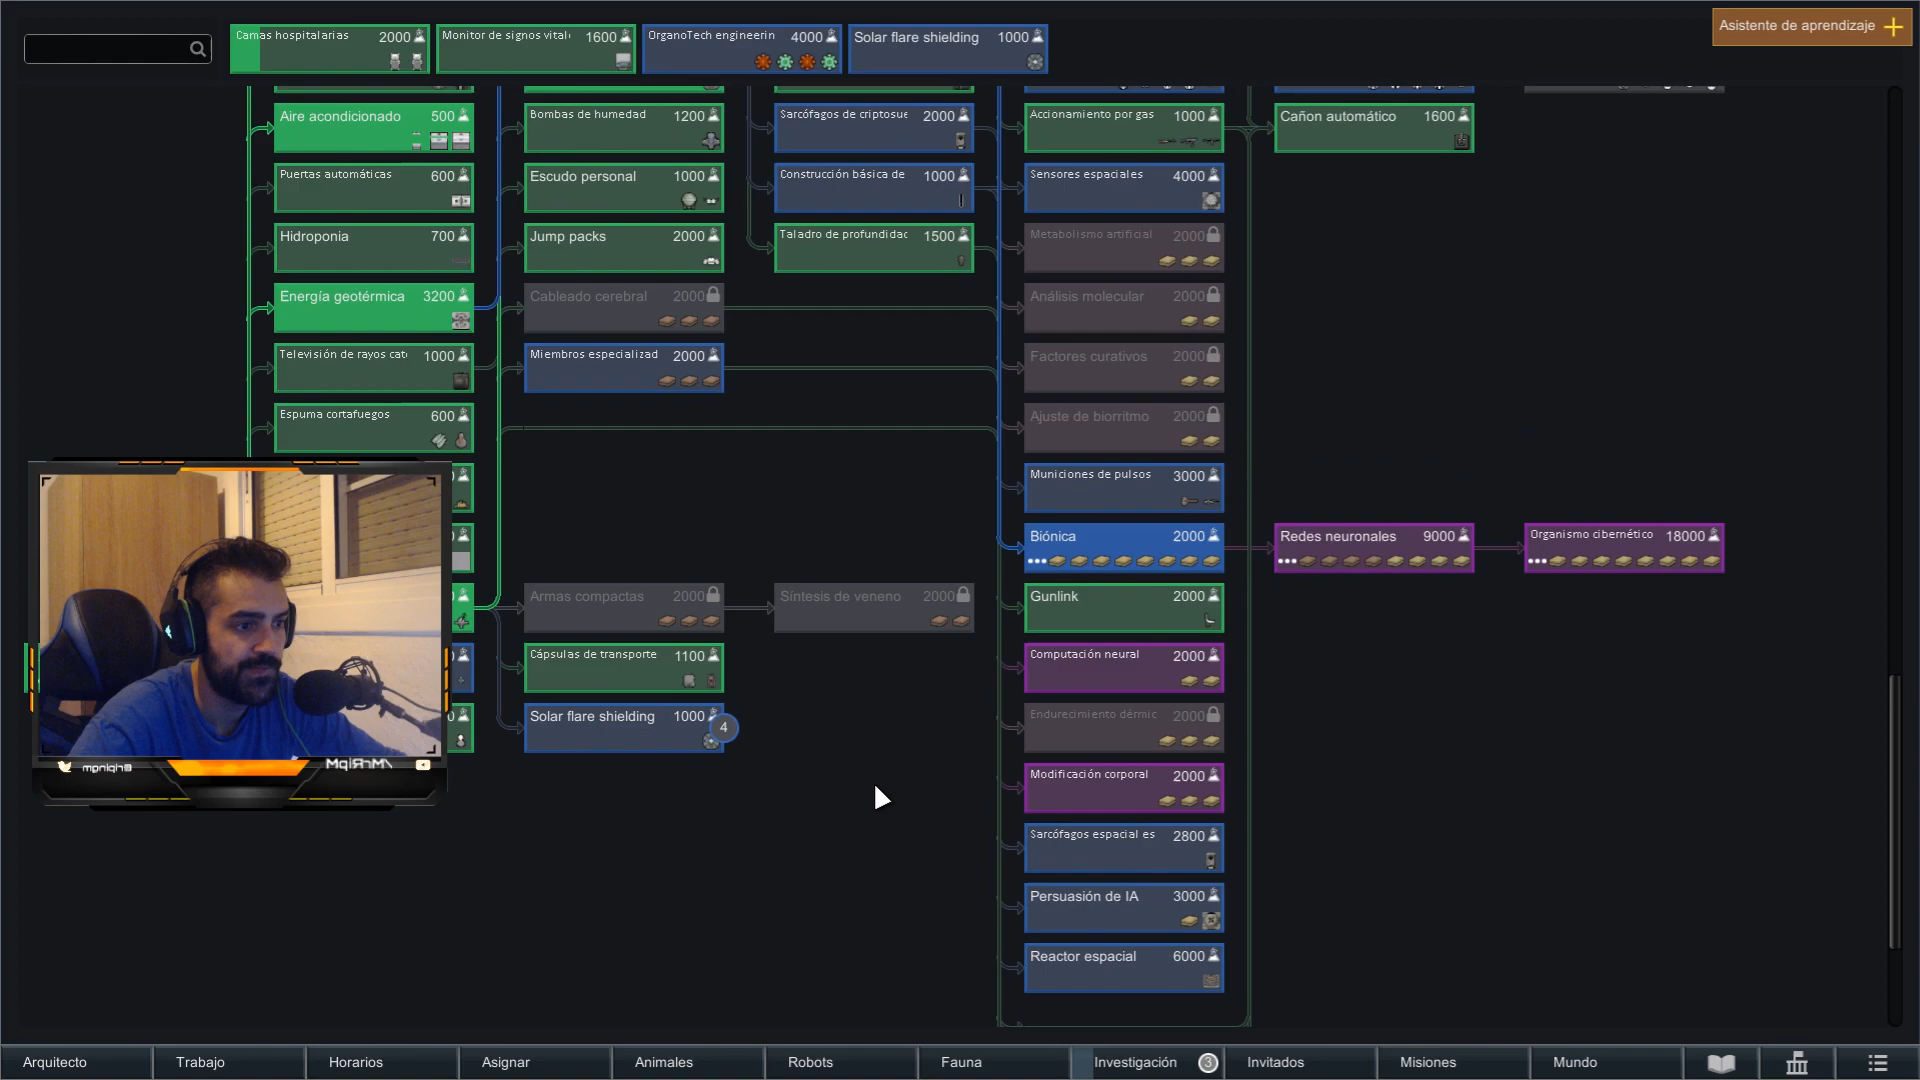 Camas hospitalarias 2000
Monitor de signos vital 1600
OrganoTech engineerin 4000
Solar flare shielding 1000
Asistente de aprendizaje
Aire acondicionado 500
Bombas de humedad 1200
Sarcófagos de criptosue 2000
Accionamiento por gas 1000
Cañon automático 1600
Puertas automáticas 600
Escudo personal 1000
Construcción básica de 1000
Sensores espaciales 4000
Hidroponia 700
Jump packs 2000
Taladro de profundidac 1500
Metabolismo artificial 2000
Energía geotérmica 3200
Cableado cerebral 2000
Análisis molecular 2000
Televisión de rayos cat 1000
Miembros especializad 2000
Factores curativos 2000
Espuma cortafuegos 600
Ajuste de biorritmo 2000
Municiones de pulsos 3000
Biónica 2000
Redes neuronales 9000
Organismo cibernético 18000
Armas compactas 2000
Síntesis de veneno 2000
Gunlink 2000
Cápsulas de transporte 1100
Computación neural 2000
Solar flare shielding 1000
4
Endurecimiento dérmic 2000
Modificación corporal 2000
Sarcófagos espacial es 2800
Persuasión de IA 3000
Reactor espacial 6000
Arquitecto
Trabajo
Horarios
Asignar
Animales
Robots
Fauna
Investigación 3
Invitados
Misiones
Mundo